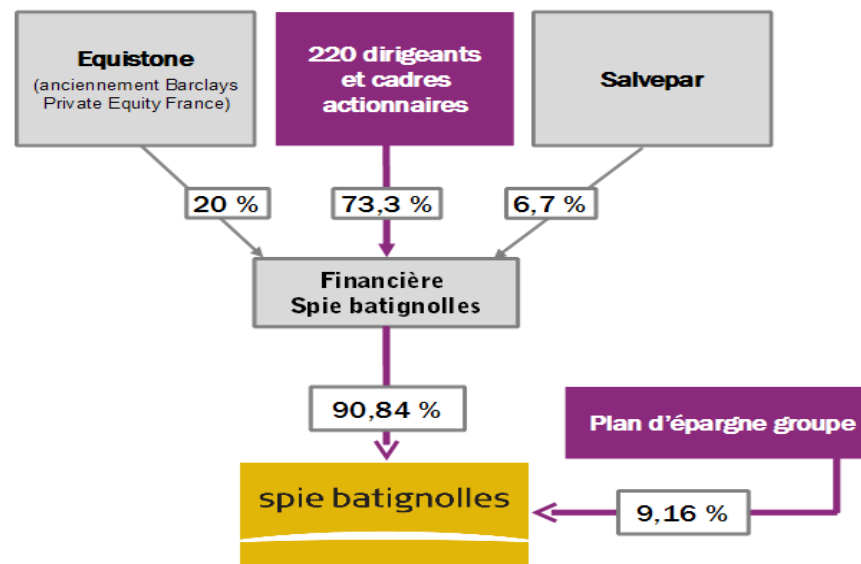 Equistone
(anciennement Barclays
Private Equity France)
220 dirigeants
et cadres
actionnaires
Salvepar
20 %
73,3 %
6,7 %
Financière
Spie batignolles
90,84 %
Plan d'épargne groupe
spie batignolles
9,16 %